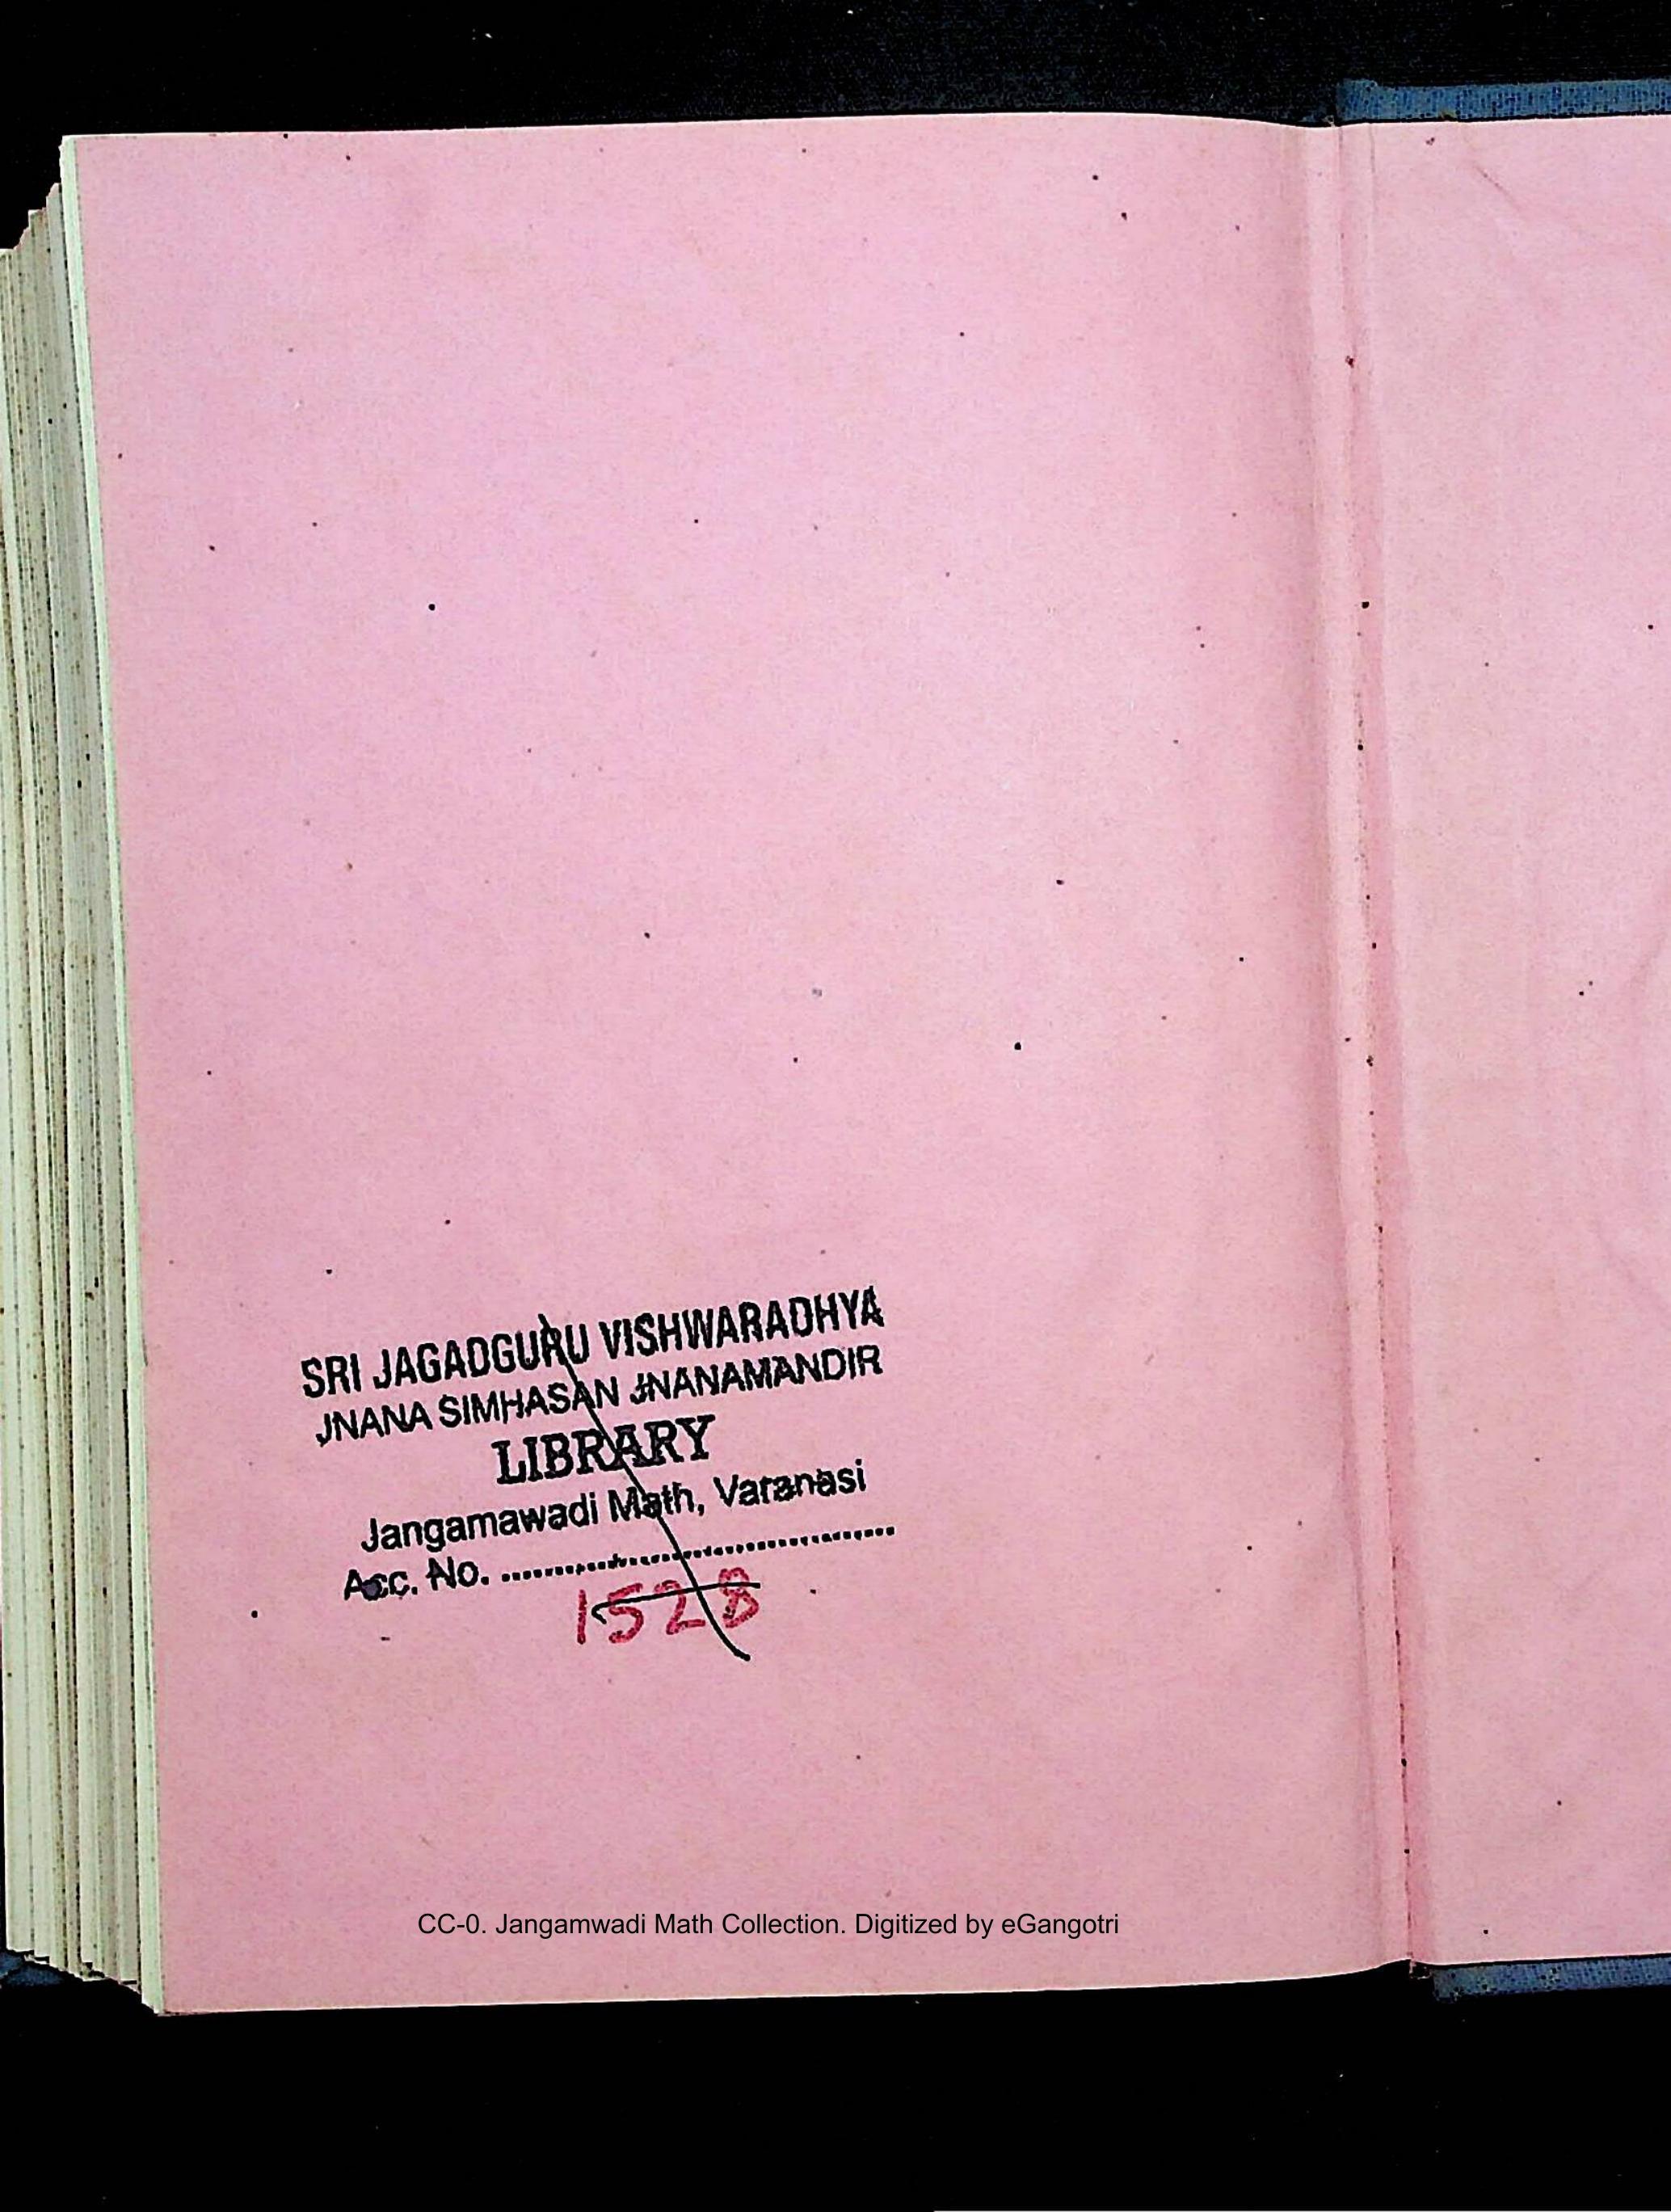 SRI JAGADGURU VISHWARADHYA
JNANA SIMHASAN JNANAMANDIR
LIBRARY
Jangamawadi Math, Varanasi
Acc. No. ................................................
1528
CC-0. Jangamwadi Math Collection. Digitized by eGangotri